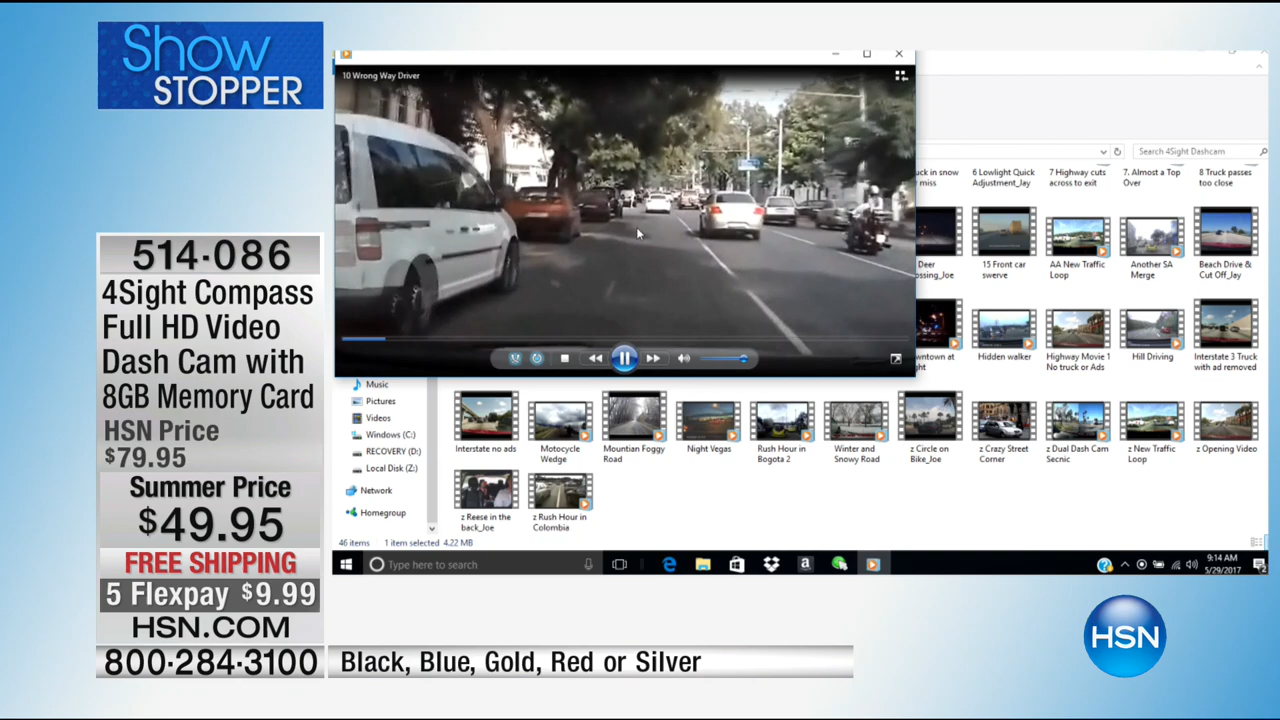 Show
STOPPER
514-086
4Sight Compass
Full HD Video
Dash Cam with
8GB Memory Card
HSN Price
$79.95
Summer Price
$49.95
FREE SHIPPING
5 Flexpay $9.99
HSN.COM
800·284·3100
Black, Blue, Gold, Red or Silver
HSN
10 Wrong Way Driver
Search 4Sight Dashcam
in snow
miss
6 Lowlight Quick
Adjustment_Jay
7 Highway cuts
across to exit
7. Almost a Top
Over
8 Truck passes
too close
Deer
15 Front car
swerve
AA New Traffic
Loop
Another SA
Merge
Beach Drive &
Cut Off_Jay
at
Hidden walker
Highway Movie 1
No truck or Ads
Hill Driving
Interstate 3 Truck
with ad removed
Music
Pictures
Videos
Windows (C:)
RECOVERY (D:)
Local Disk (Z:)
Network
Homegroup
Interstate no ads
Motocycle
Wedge
Mountian Foggy
Road
Night Vegas
Rush Hour in
Bogota 2
Winter and
Snowy Road
z Circle on
Bike_Joe
z Crazy Street
Corner
z Dual Dash Cam
Secnic
z New Traffic
Loop
z Opening Video
z Reese in the
back_Joe
z Rush Hour in
Colombia
46 items 1 item selected 4.22 MB
Type here to search
9:14 AM
5/29/2017